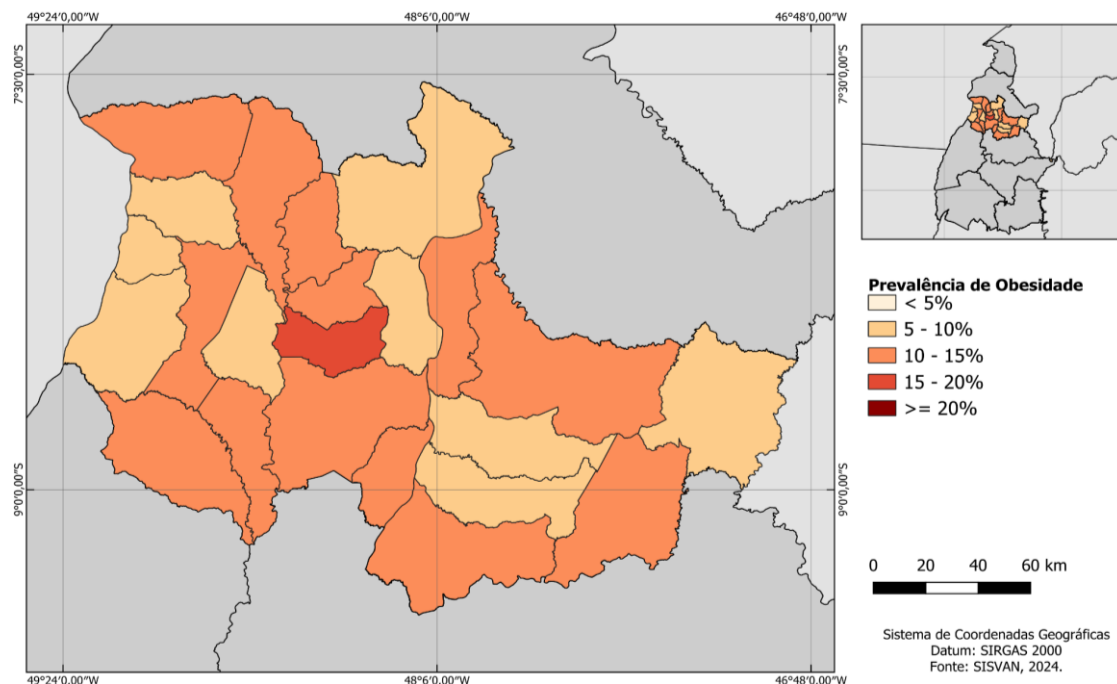 49°24'0,00"W
48°6'0,00"W
46°48'0,00"W
7°30'0,00"S
7°30'0,00"S
9°0'0,00"S
9°0'0,00"S
49°24'0,00"W
48°6'0,00"W
46°48'0,00"W
Prevalência de Obesidade
< 5%
5 - 10%
10 - 15%
15 - 20%
>= 20%
0 20 40 60 km
Sistema de Coordenadas Geográficas
Datum: SIRGAS 2000
Fonte: SISVAN, 2024.